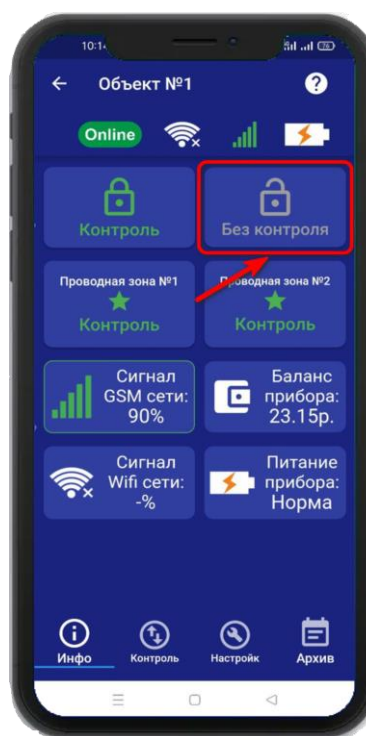 10:14
Объект №1
?
Online
Контроль
Без контроля
Проводная зона №1
Контроль
Проводная зона №2
Контроль
Сигнал
GSM сети:
90%
Баланс
прибора:
23.15р.
Сигнал
Wifi сети:
-%
Питание
прибора:
Норма
Инфо
Контроль
Настройк
Архив